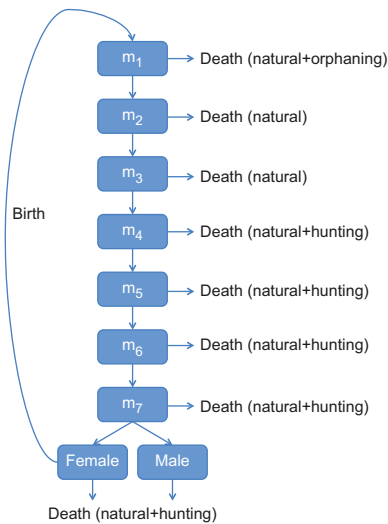 m1 Death (natural+orphaning)
m2 Death (natural)
m3 Death (natural)
Birth
m4 Death (natural+hunting)
m5 Death (natural+hunting)
m6 Death (natural+hunting)
m7 Death (natural+hunting)
Female Male
Death (natural+hunting)